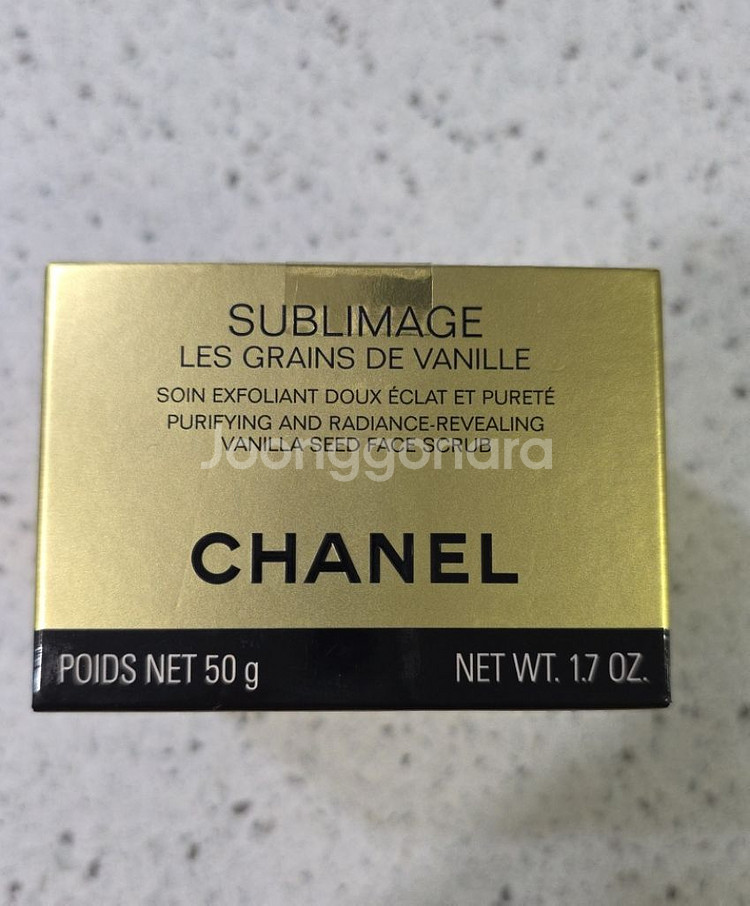 SUBLIMAGE
LES GRAINS DE VANILLE
SOIN EXFOLIANT DOUX ÉCLAT ET PURETÉ
PURIFYING AND RADIANCE-REVEALING
VANILLA SEED FACE SCRUB
Joonggonara
CHANEL
POIDS NET 50 g NET WT. 1.7 OZ.